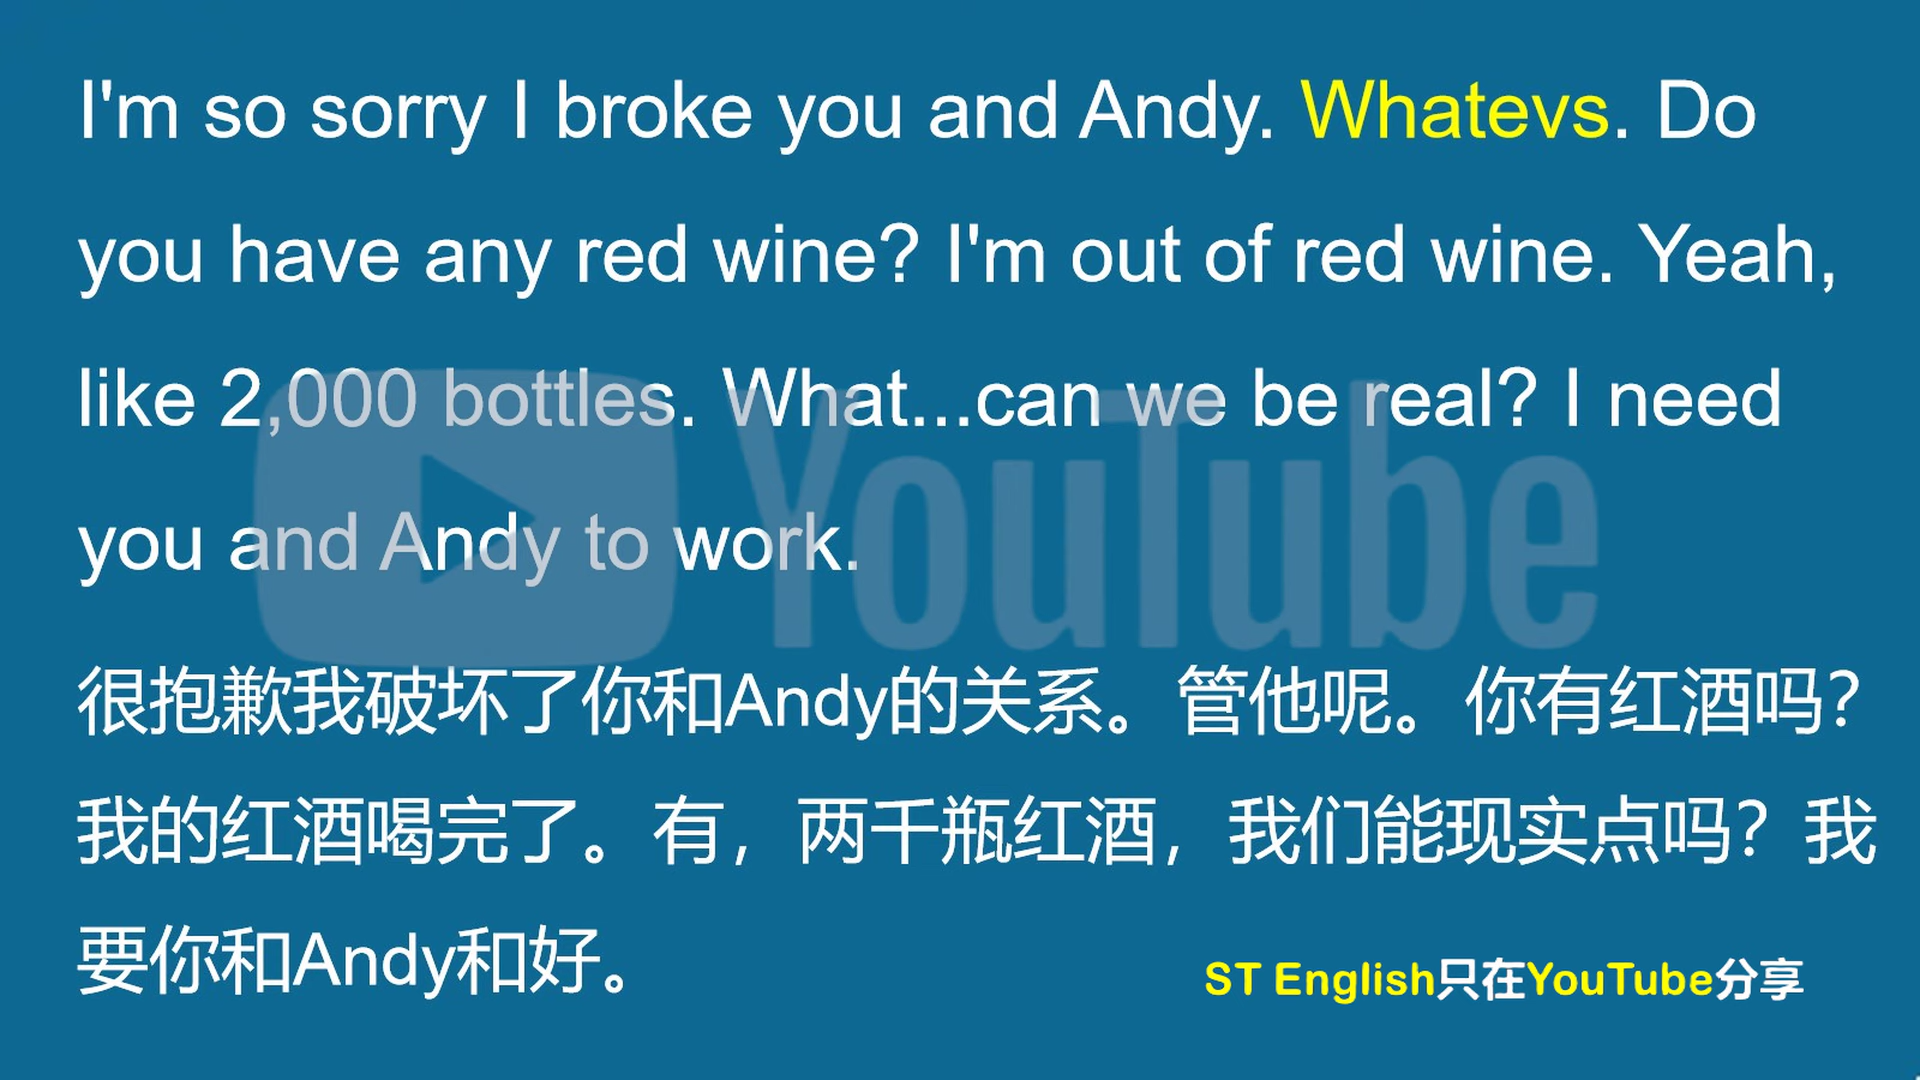 I'm so sorry I broke you and Andy. Whatevs. Do
you have any red wine? I'm out of red wine. Yeah,
like 2,000 bottles. What...can we be real? I need
you and Andy to work.
YouTube
很抱歉我破坏了你和Andy的关系。管他呢。你有红酒吗?
我的红酒喝完了。有，两千瓶红酒，我们能现实点吗？我
要你和Andy和好。
ST English只在YouTube分享